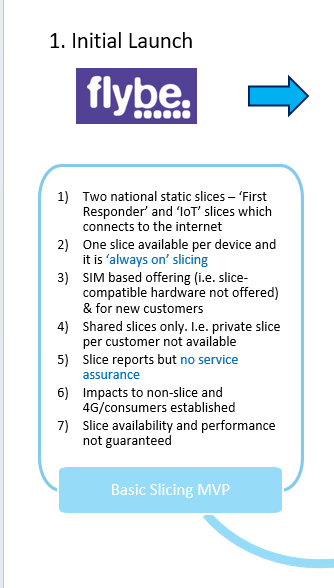 1. Initial Launch
flybe.
1) Two national static slices – ‘First
Responder’ and ‘IoT’ slices which
connects to the internet
2) One slice available per device and
it is ‘always on’ slicing
3) SIM based offering (i.e. slice-
compatible hardware not offered)
& for new customers
4) Shared slices only. I.e. private slice
per customer not available
5) Slice reports but no service
assurance
6) Impacts to non-slice and
4G/consumers established
7) Slice availability and performance
not guaranteed
Basic Slicing MVP